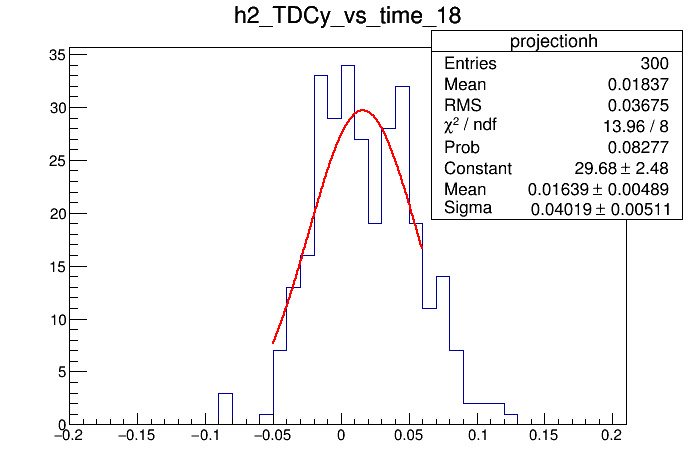 h2_TDCy_vs_time_18
projectionh
Entries 300
Mean 0.01837
RMS 0.03675
χ² / ndf 13.96 / 8
Prob 0.08277
Constant 29.68 ± 2.48
Mean 0.01639 ± 0.00489
Sigma 0.04019 ± 0.00511
35
30
25
20
15
10
5
0
−0.2 −0.15 −0.1 −0.05 0 0.05 0.1 0.15 0.2